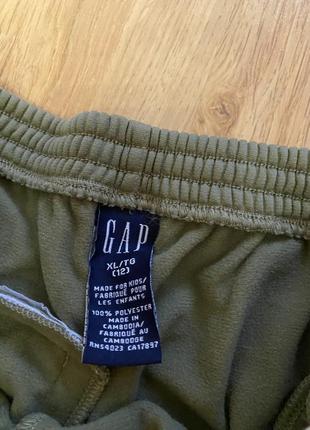 GAP
XL/TG
(12)
MADE FOR KIDS/
FABRIQUÉ POUR
LES ENFANTS
100% POLYESTER
MADE IN
CAMBODIA/
FABRIQUÉ AU
CAMBODGE
RN54023 CA17897